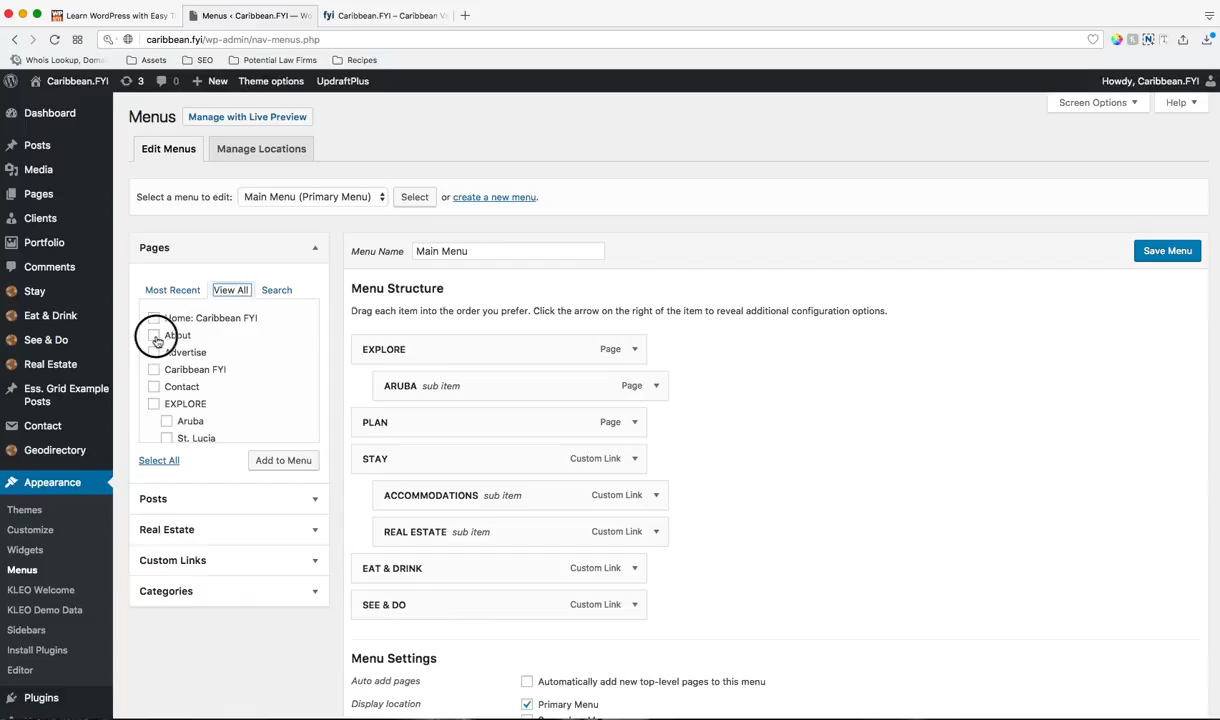 Learn WordPress with Easy T
Menus ‹ Caribbean.FYI — Wo
fyi Caribbean.FYI – Caribbean Va
caribbean.fyi/wp-admin/nav-menus.php
Whois Lookup, Doma
Assets
SEO
Potential Law Firms
Recipes
Caribbean.FYI
3
0
New
Theme options
UpdraftPlus
Howdy, Caribbean.FYI
Dashboard
Posts
Media
Pages
Clients
Portfolio
Comments
Stay
Eat & Drink
See & Do
Real Estate
Ess. Grid Example
Posts
Contact
Geodirectory
Appearance
Themes
Customize
Widgets
Menus
KLEO Welcome
KLEO Demo Data
Sidebars
Install Plugins
Editor
Plugins
Menus
Manage with Live Preview
Screen Options
Help
Edit Menus
Manage Locations
Select a menu to edit: Main Menu (Primary Menu) Select or create a new menu.
Pages
Most Recent
View All
Search
Home: Caribbean FYI
About
Advertise
Caribbean FYI
Contact
EXPLORE
Aruba
St. Lucia
Select All
Add to Menu
Posts
Real Estate
Custom Links
Categories
Menu Name Main Menu
Save Menu
Menu Structure
Drag each item into the order you prefer. Click the arrow on the right of the item to reveal additional configuration options.
EXPLORE Page
ARUBA sub item Page
PLAN Page
STAY Custom Link
ACCOMMODATIONS sub item Custom Link
REAL ESTATE sub item Custom Link
EAT & DRINK Custom Link
SEE & DO Custom Link
Menu Settings
Auto add pages Automatically add new top-level pages to this menu
Display location Primary Menu